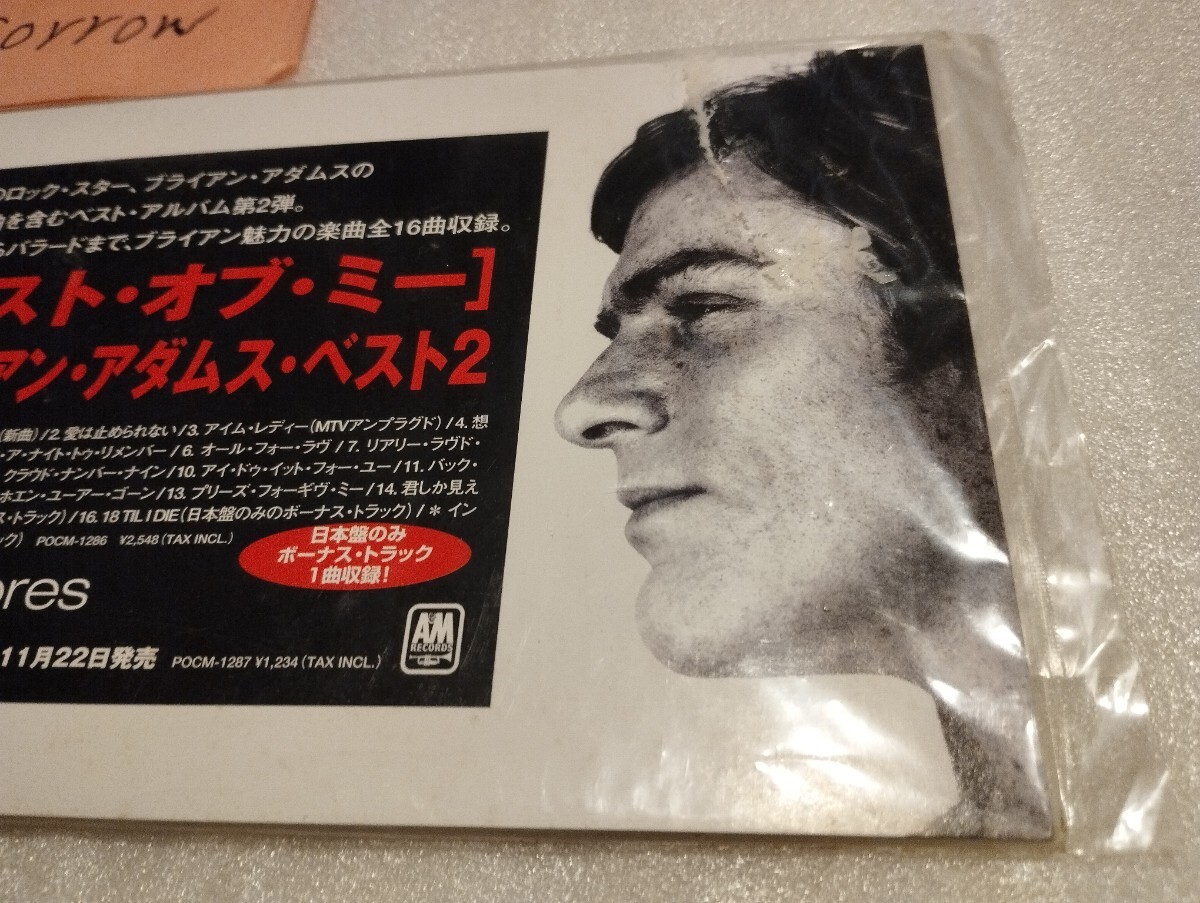 orrow
のロック・スター、ブライアン・アダムスの
を含むベスト・アルバム第2弾。
らバラードまで、ブライアン魅力の楽曲全16曲収録。
スト・オブ・ミー]
アン・アダムス・ベスト2
(新曲)/2. 愛は止められない/3. アイム・レディー(MTVアンプラグド)/4. 想
・ア・ナイト・トゥ・リメンバー/6. オール・フォー・ラヴ/7. リアリー・ラヴド・
クラウド・ナンバー・ナイン/10. アイ・ドゥ・イット・フォー・ユー/11. バック・
ホエン・ユーアー・ゴーン/13. プリーズ・フォーギヴ・ミー/14. 君しか見え
ス・トラック)/16. 18 TIL I DIE(日本盤のみのボーナス・トラック)/＊イン
ック) POCM-1286 ¥2,548(TAX INCL.)
日本盤のみ
ボーナス・トラック
1曲収録!
ores
11月22日発売 POCM-1287 ¥1,234(TAX INCL.)
A&M
RECORDS